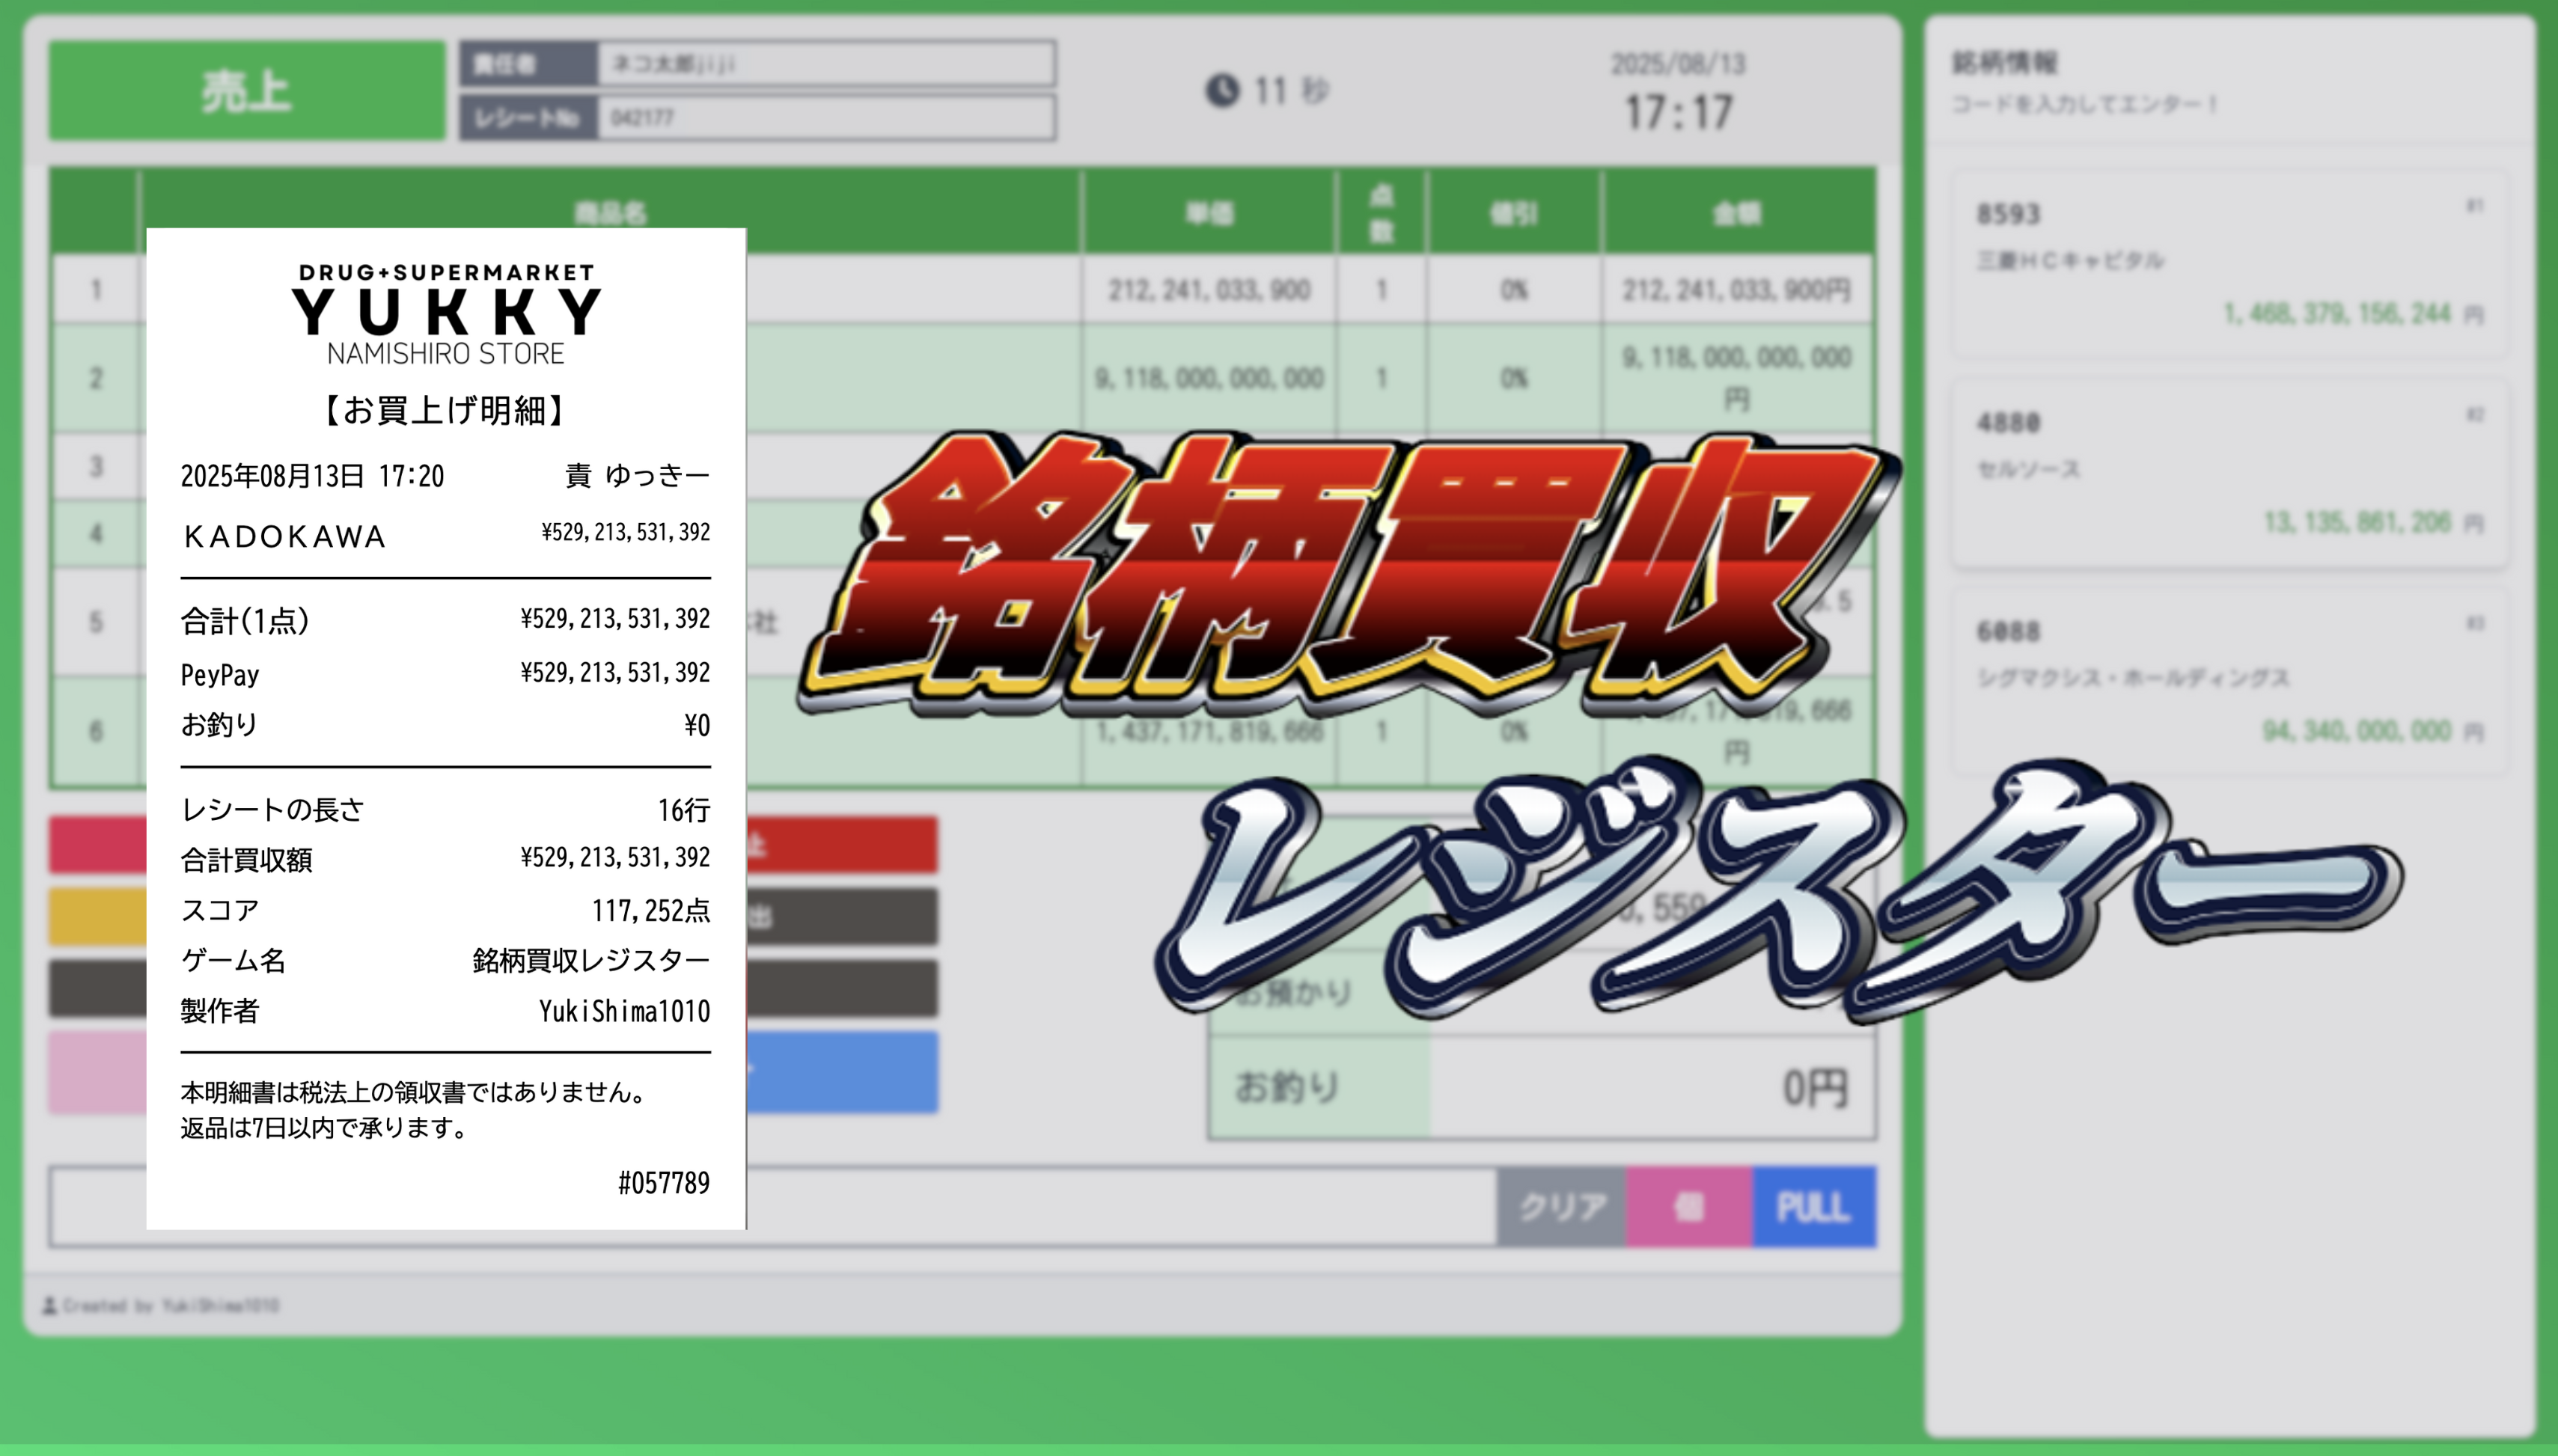 売上
責任者 ネコ太郎jiji
レシートNo 042177
11 秒
2025/08/13
17:17
商品名 単価 点数 値引 金額
1 212,241,033,900 1 0% 212,241,033,900円
2 9,118,000,000,000 1 0% 9,118,000,000,000円
3
4
5
6 1,437,171,819,666 1 0%
円
DRUG+SUPERMARKET
YUKKY
NAMISHIRO STORE
【お買上げ明細】
2025年08月13日 17:20 責 ゆっきー
KADOKAWA ¥529,213,531,392
合計(1点) ¥529,213,531,392
PeyPay ¥529,213,531,392
お釣り ¥0
レシートの長さ 16行
合計買収額 ¥529,213,531,392
スコア 117,252点
ゲーム名 銘柄買収レジスター
製作者 YukiShima1010
本明細書は税法上の領収書ではありません。
返品は7日以内で承ります。
#057789
銘柄買収
レジスター
お預かり
お釣り 0円
クリア 個 PULL
Created by YukiShima1010
銘柄情報
コードを入力してエンター！
8593 #1
三菱ＨＣキャピタル
1,468,379,156,244 円
4880 #2
セルソース
13,135,861,206 円
6088 #3
シグマクシス・ホールディングス
94,340,000,000 円